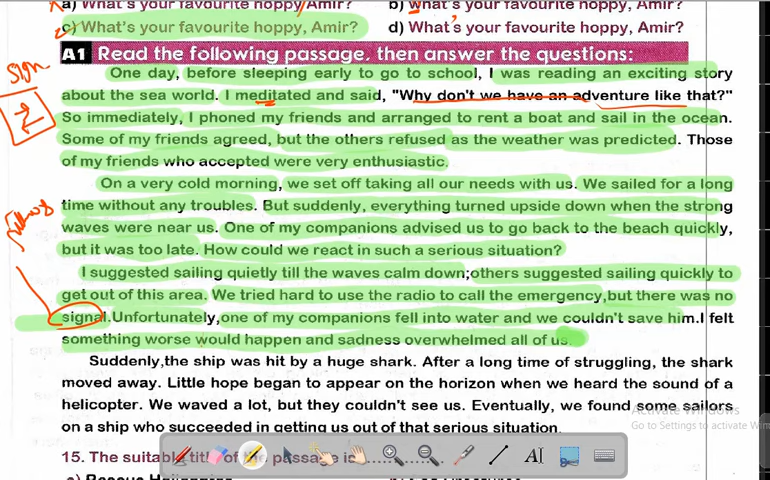 a) What's your favourite hoppy, Amir? b) What's your favourite hoppy, Amir?
c) What's your favourite hoppy, Amir? d) What's your favourite hoppy, Amir?
A1 Read the following passage, then answer the questions:
One day, before sleeping early to go to school, I was reading an exciting story
about the sea world. I meditated and said, "Why don't we have an adventure like that?"
So immediately, I phoned my friends and arranged to rent a boat and sail in the ocean.
Some of my friends agreed, but the others refused as the weather was predicted. Those
of my friends who accepted were very enthusiastic.
On a very cold morning, we set off taking all our needs with us. We sailed for a long
time without any troubles. But suddenly, everything turned upside down when the strong
waves were near us. One of my companions advised us to go back to the beach quickly,
but it was too late. How could we react in such a serious situation?
I suggested sailing quietly till the waves calm down;others suggested sailing quickly to
get out of this area. We tried hard to use the radio to call the emergency,but there was no
signal.Unfortunately,one of my companions fell into water and we couldn't save him.I felt
something worse would happen and sadness overwhelmed all of us.
Suddenly,the ship was hit by a huge shark. After a long time of struggling, the shark
moved away. Little hope began to appear on the horizon when we heard the sound of a
helicopter. We waved a lot, but they couldn't see us. Eventually, we found some sailors
on a ship who succeeded in getting us out of that serious situation.
15. The suitable title of the passage is
sign
Activate Windows
Go to Settings to activate Win
AI